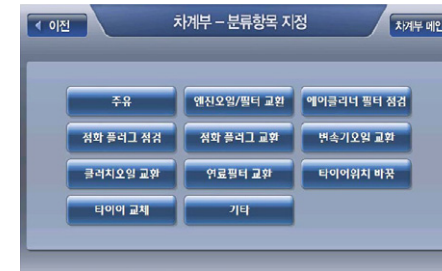 이전
차계부 – 분류항목 지정
차계부 메인
주유
엔진오일/필터 교환
에어클리너 필터 점검
점화 플러그 점검
점화 플러그 교환
변속기오일 교환
클러치오일 교환
연료필터 교환
타이어위치 바꿈
타이어 교체
기타